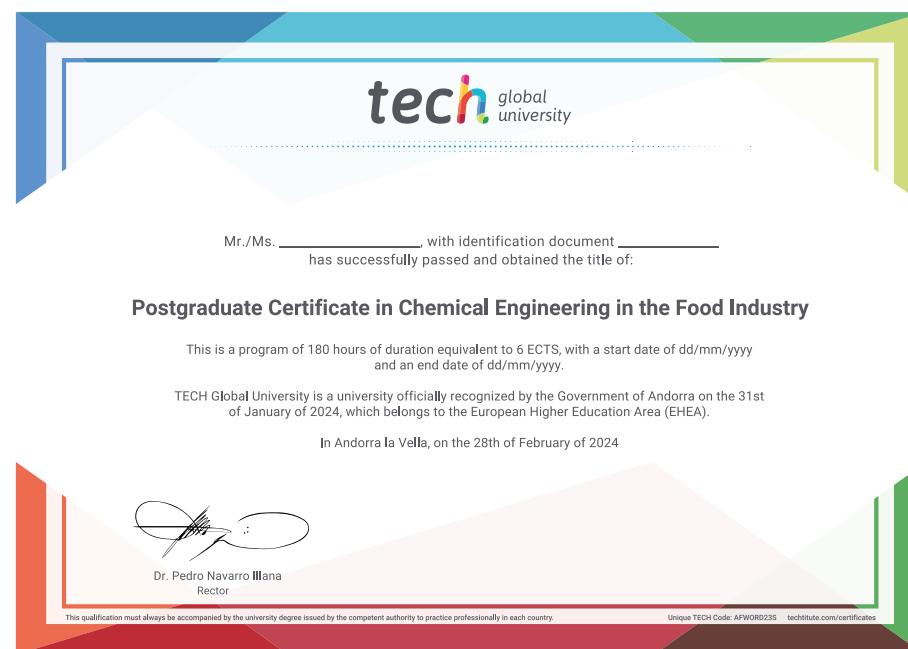 tech global
university
Mr./Ms. ____________, with identification document ____________
has successfully passed and obtained the title of:
Postgraduate Certificate in Chemical Engineering in the Food Industry
This is a program of 180 hours of duration equivalent to 6 ECTS, with a start date of dd/mm/yyyy
and an end date of dd/mm/yyyy.
TECH Global University is a university officially recognized by the Government of Andorra on the 31st
of January of 2024, which belongs to the European Higher Education Area (EHEA).
In Andorra la Vella, on the 28th of February of 2024
Dr. Pedro Navarro Illana
Rector
This qualification must always be accompanied by the university degree issued by the competent authority to practice professionally in each country. Unique TECH Code: AFWORD23S techtitute.com/certificates